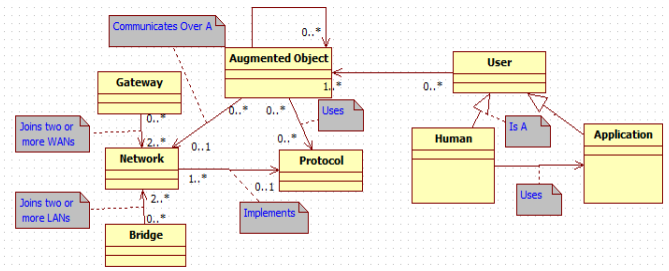 Communicates Over A
0..*
Augmented Object
User
Gateway
1..*
0..*
0..*
0..*
0..*
Uses
Joins two or
more WANs
Is A
Human
Application
2..*
0..1
0..*
Network
Protocol
1..*
0..1
Joins two or
more LANs
2..*
Implements
Uses
0..*
Bridge